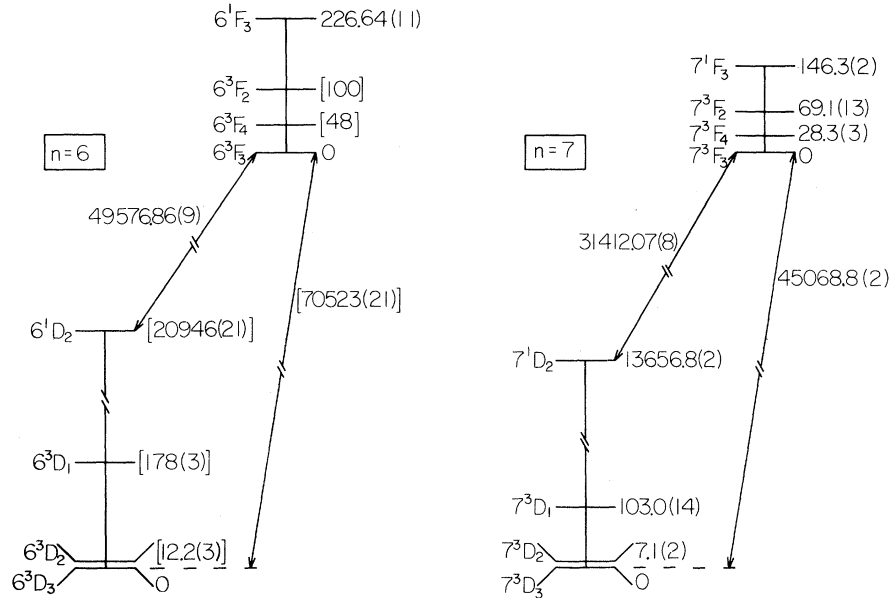 6¹F₃ 226.64(11)
6³F₂ [100]
6³F₄ [48]
6³F₃ 0
n=6
49576.86(9)
[70523(21)]
6¹D₂ [20946(21)]
6³D₁ [178(3)]
6³D₂ [12.2(3)]
6³D₃ 0
7¹F₃ 146.3(2)
7³F₂ 69.1(13)
7³F₄ 28.3(3)
7³F₃ 0
n=7
31412.07(8)
45068.8(2)
7¹D₂ 13656.8(2)
7³D₁ 103.0(14)
7³D₂ 7.1(2)
7³D₃ 0